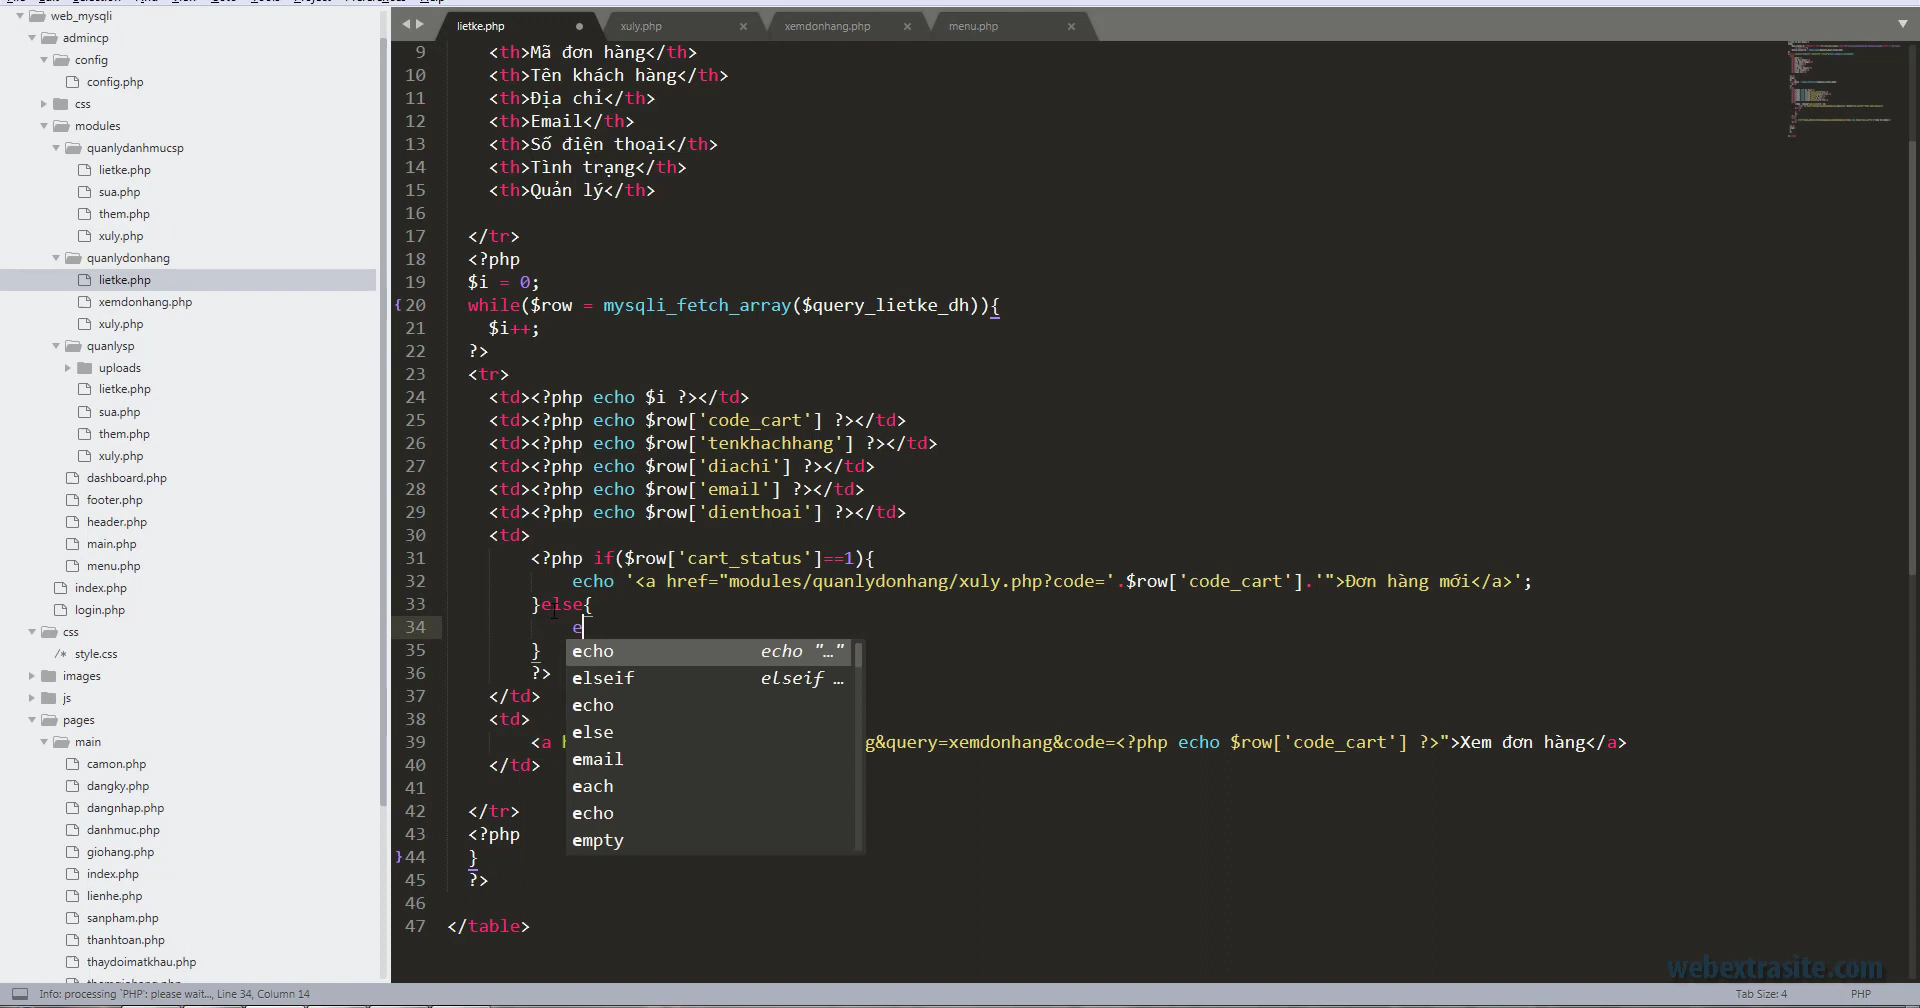 web_mysqli
admincp
config
config.php
css
modules
quanlydanhmucsp
lietke.php
sua.php
them.php
xuly.php
quanlydonhang
lietke.php
xemdonhang.php
xuly.php
quanlysp
uploads
lietke.php
sua.php
them.php
xuly.php
dashboard.php
footer.php
header.php
main.php
menu.php
index.php
login.php
css
/* style.css
images
js
pages
main
camon.php
dangky.php
dangnhap.php
danhmuc.php
giohang.php
index.php
lienhe.php
sanpham.php
thanhtoan.php
thaydoimatkhau.php
lietke.php
xuly.php
xemdonhang.php
menu.php
9 <th>Mã đơn hàng</th>
10 <th>Tên khách hàng</th>
11 <th>Địa chỉ</th>
12 <th>Email</th>
13 <th>Số điện thoại</th>
14 <th>Tình trạng</th>
15 <th>Quản lý</th>
16
17 </tr>
18 <?php
19 $i = 0;
{20 while($row = mysqli_fetch_array($query_lietke_dh)){
21 $i++;
22 ?>
23 <tr>
24 <td><?php echo $i ?></td>
25 <td><?php echo $row['code_cart'] ?></td>
26 <td><?php echo $row['tenkhachhang'] ?></td>
27 <td><?php echo $row['diachi'] ?></td>
28 <td><?php echo $row['email'] ?></td>
29 <td><?php echo $row['dienthoai'] ?></td>
30 <td>
31 <?php if($row['cart_status']==1){
32 echo '<a href="modules/quanlydonhang/xuly.php?code='.$row['code_cart'].'">Đơn hàng mới</a>';
33 }else{
34 e
35 }
36 ?>
37 </td>
38 <td>
39 <a g&query=xemdonhang&code=<?php echo $row['code_cart'] ?>">Xem đơn hàng</a>
40 </td>
41
42 </tr>
43 <?php
}44 }
45 ?>
46
47 </table>
echo echo "…"
elseif elseif …
echo
else
email
each
echo
empty
webextrasite.com
Info: processing `PHP`: please wait..., Line 34, Column 14
Tab Size: 4
PHP